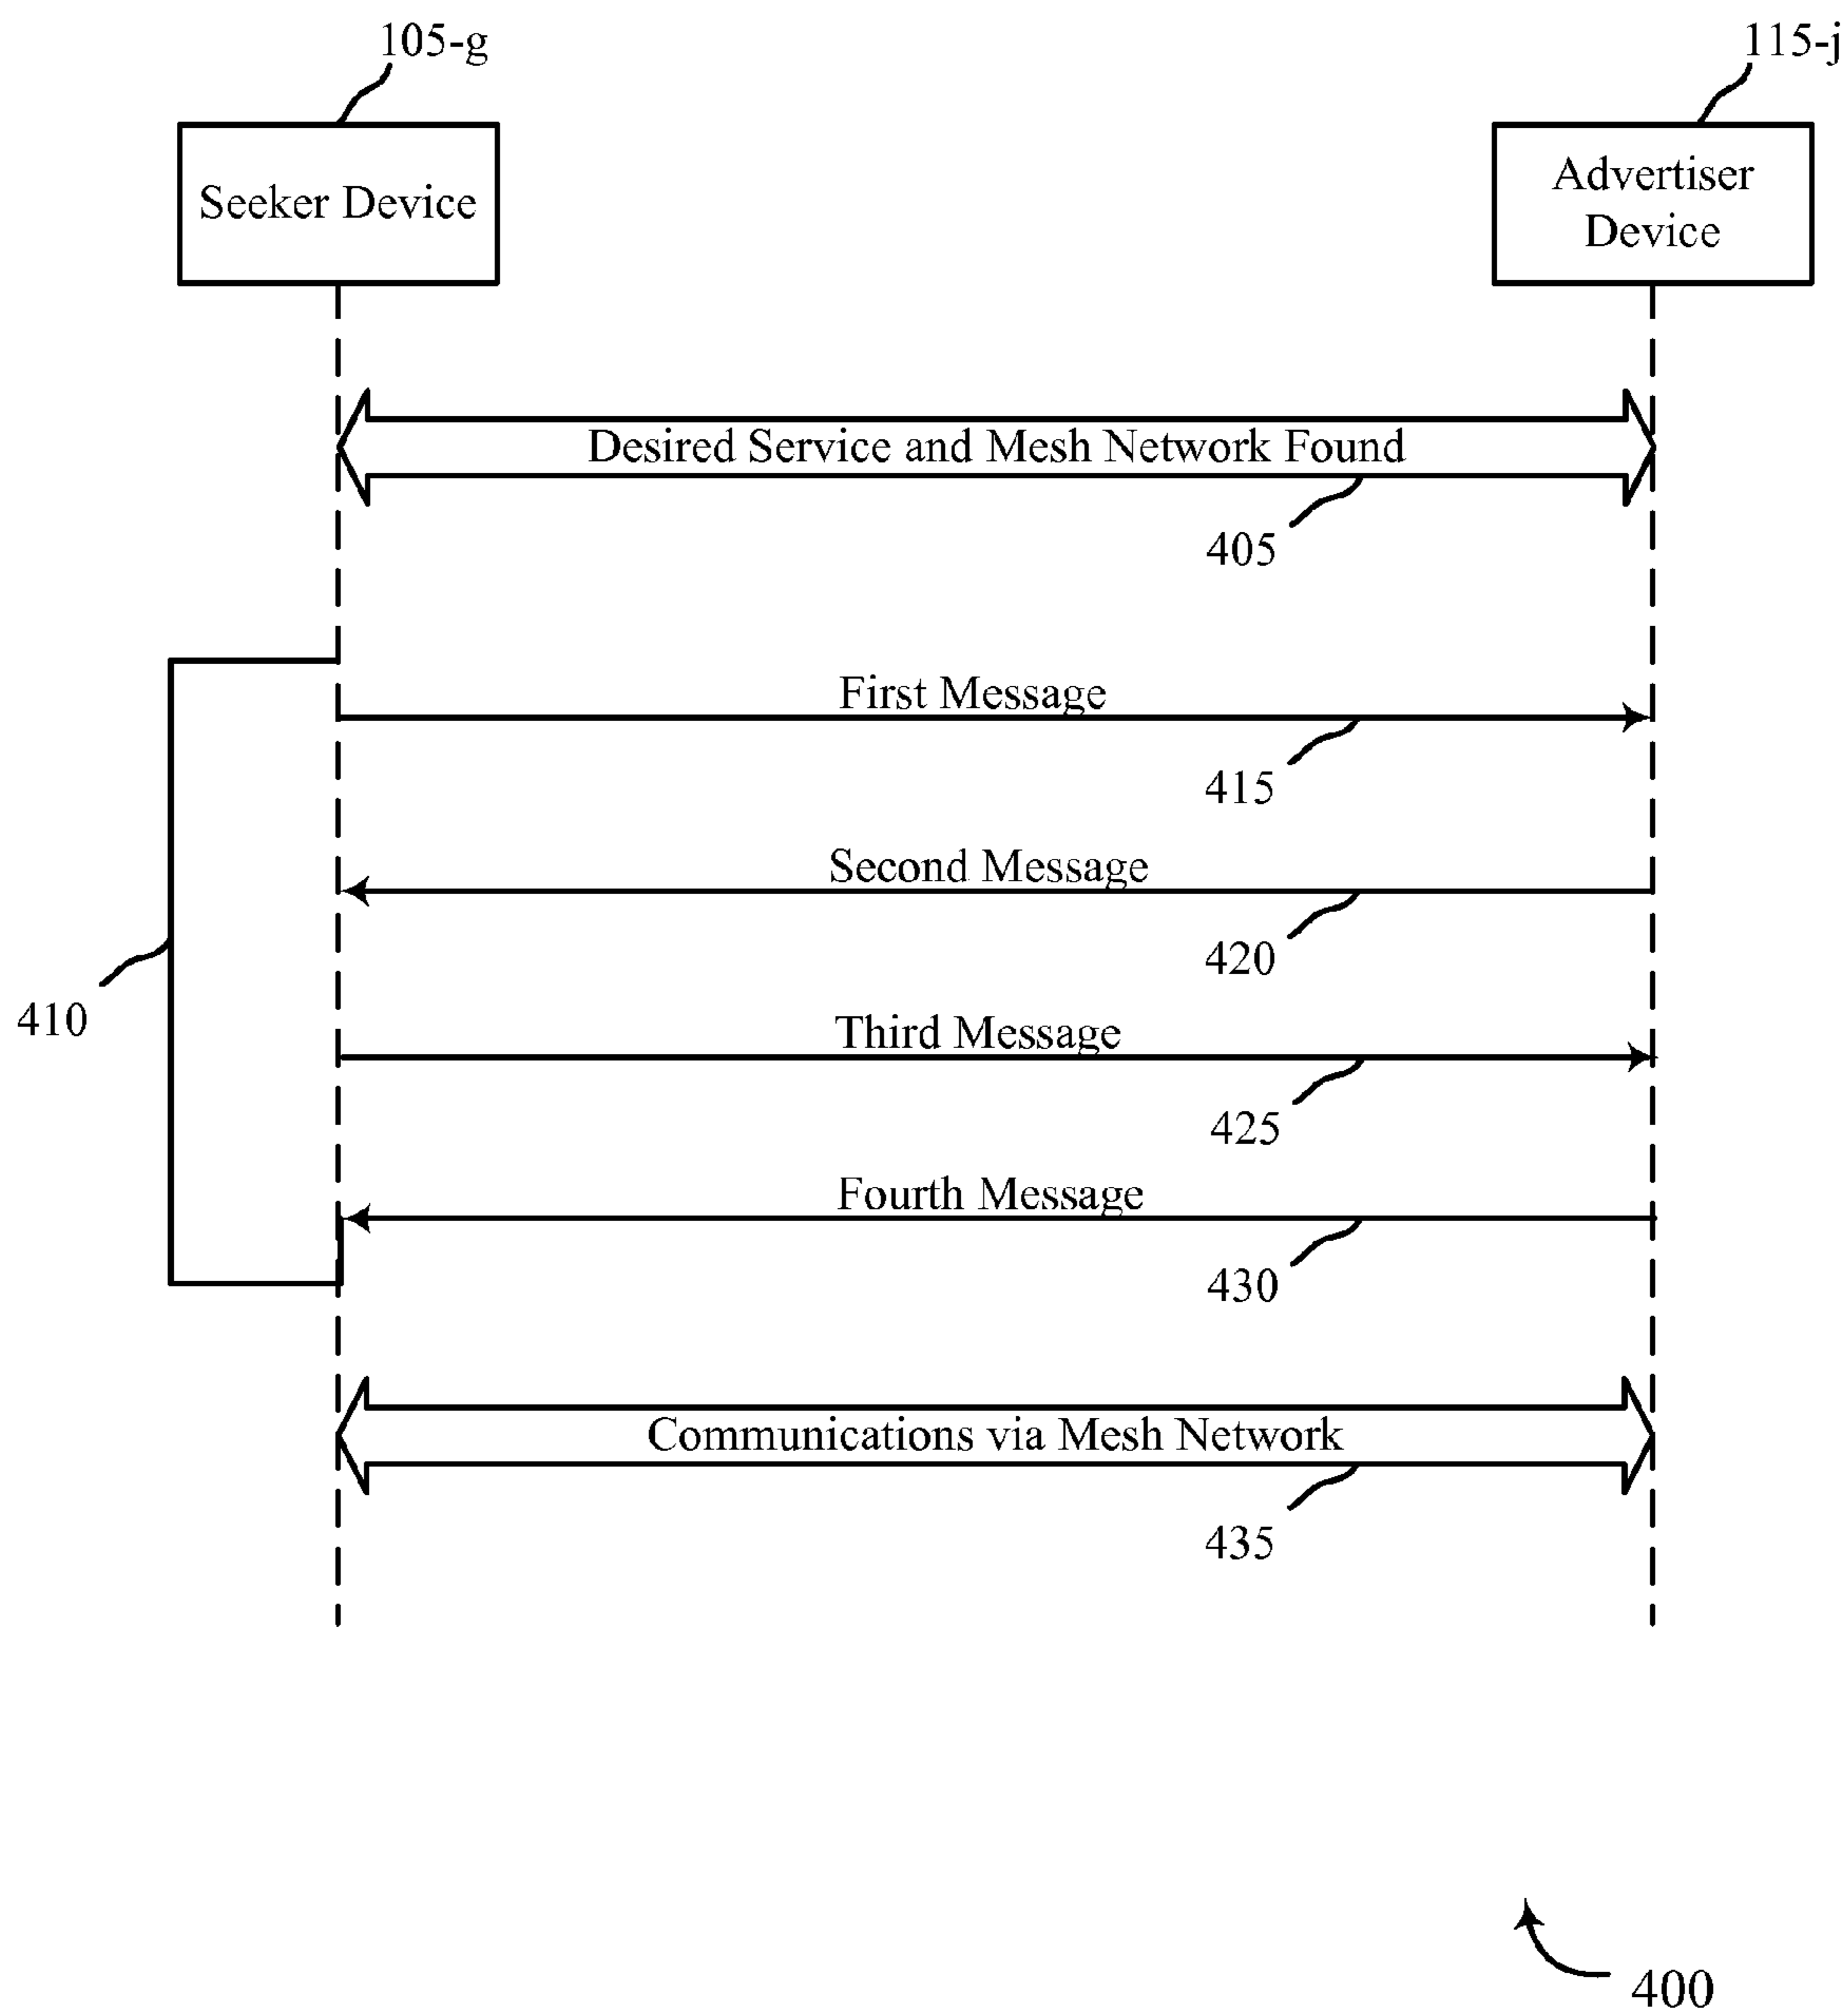 105-g
115-j
Seeker Device
Advertiser
Device
Desired Service and Mesh Network Found
405
First Message
415
Second Message
420
410
Third Message
425
Fourth Message
430
Communications via Mesh Network
435
400